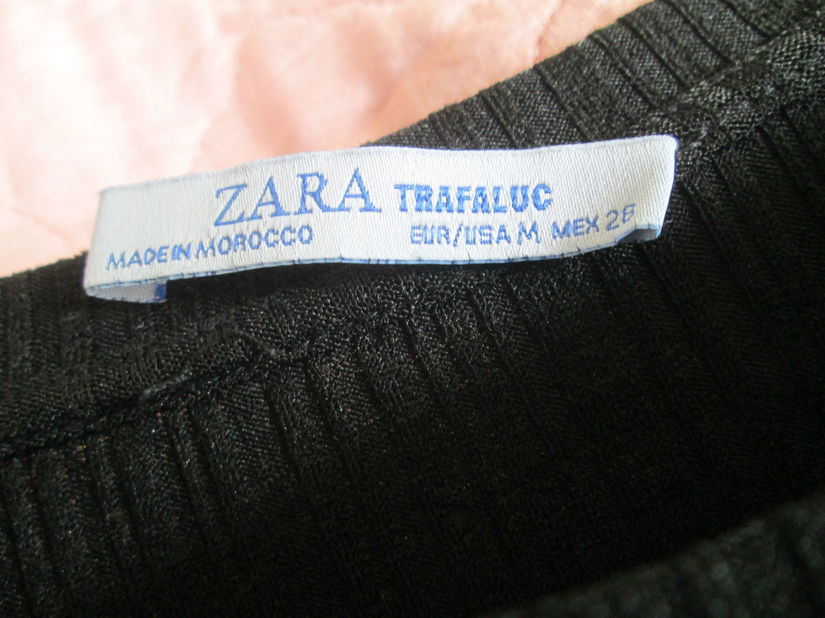 ZARA TRAFALUC
MADE IN MOROCCO EUR/USA M MEX 28